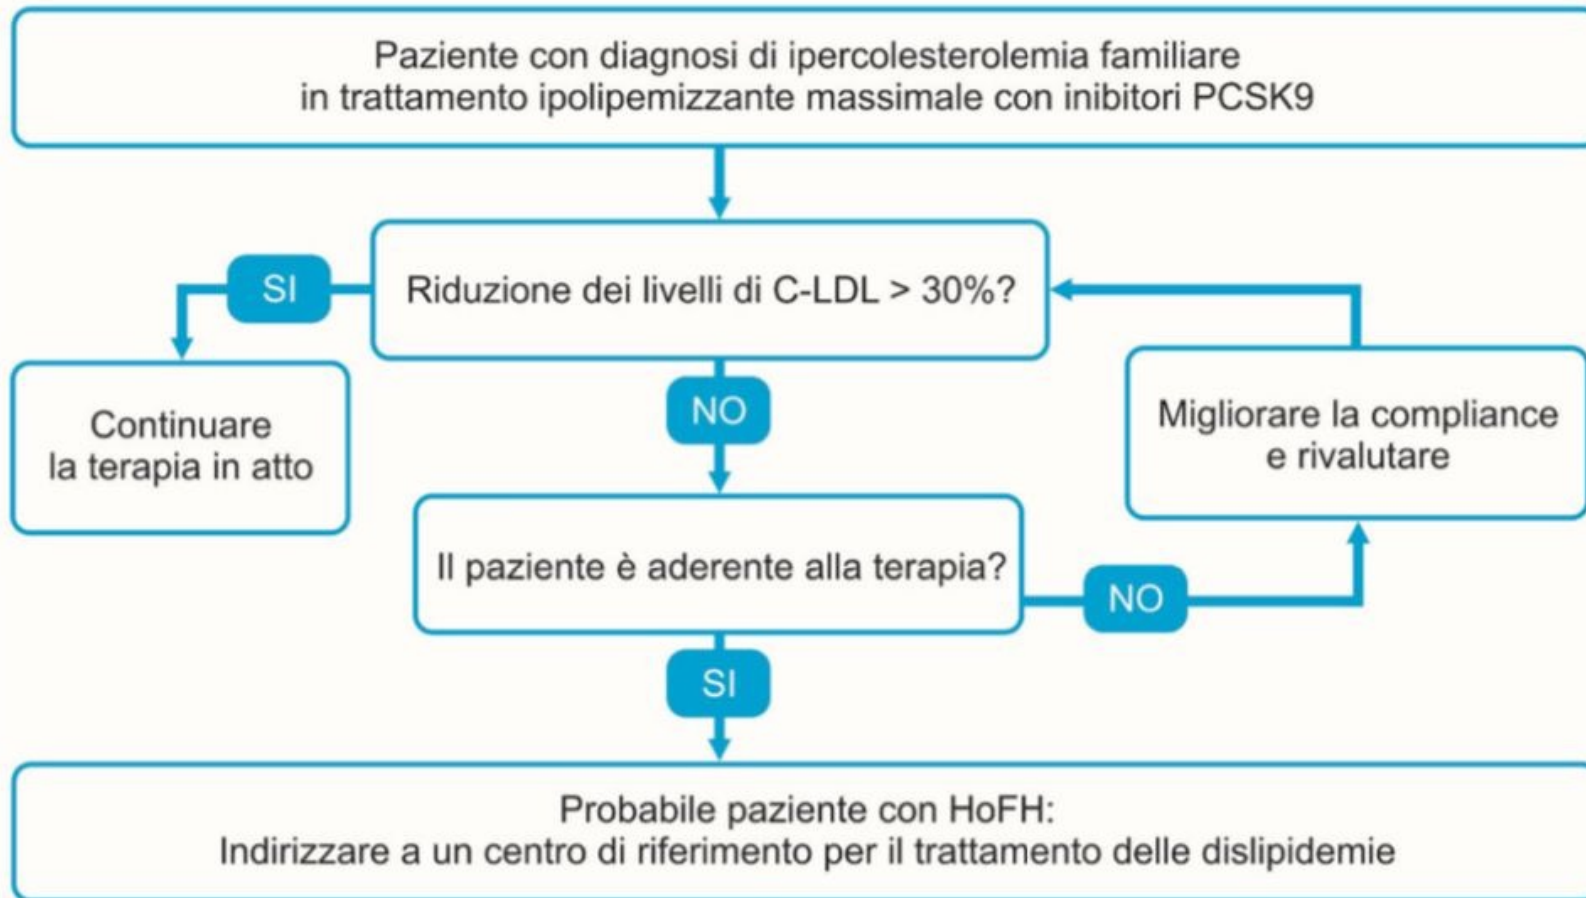 Paziente con diagnosi di ipercolesterolemia familiare
in trattamento ipolipemizzante massimale con inibitori PCSK9
SI
Riduzione dei livelli di C-LDL > 30%?
Continuare
la terapia in atto
NO
Migliorare la compliance
e rivalutare
Il paziente è aderente alla terapia?
NO
SI
Probabile paziente con HoFH:
Indirizzare a un centro di riferimento per il trattamento delle dislipidemie